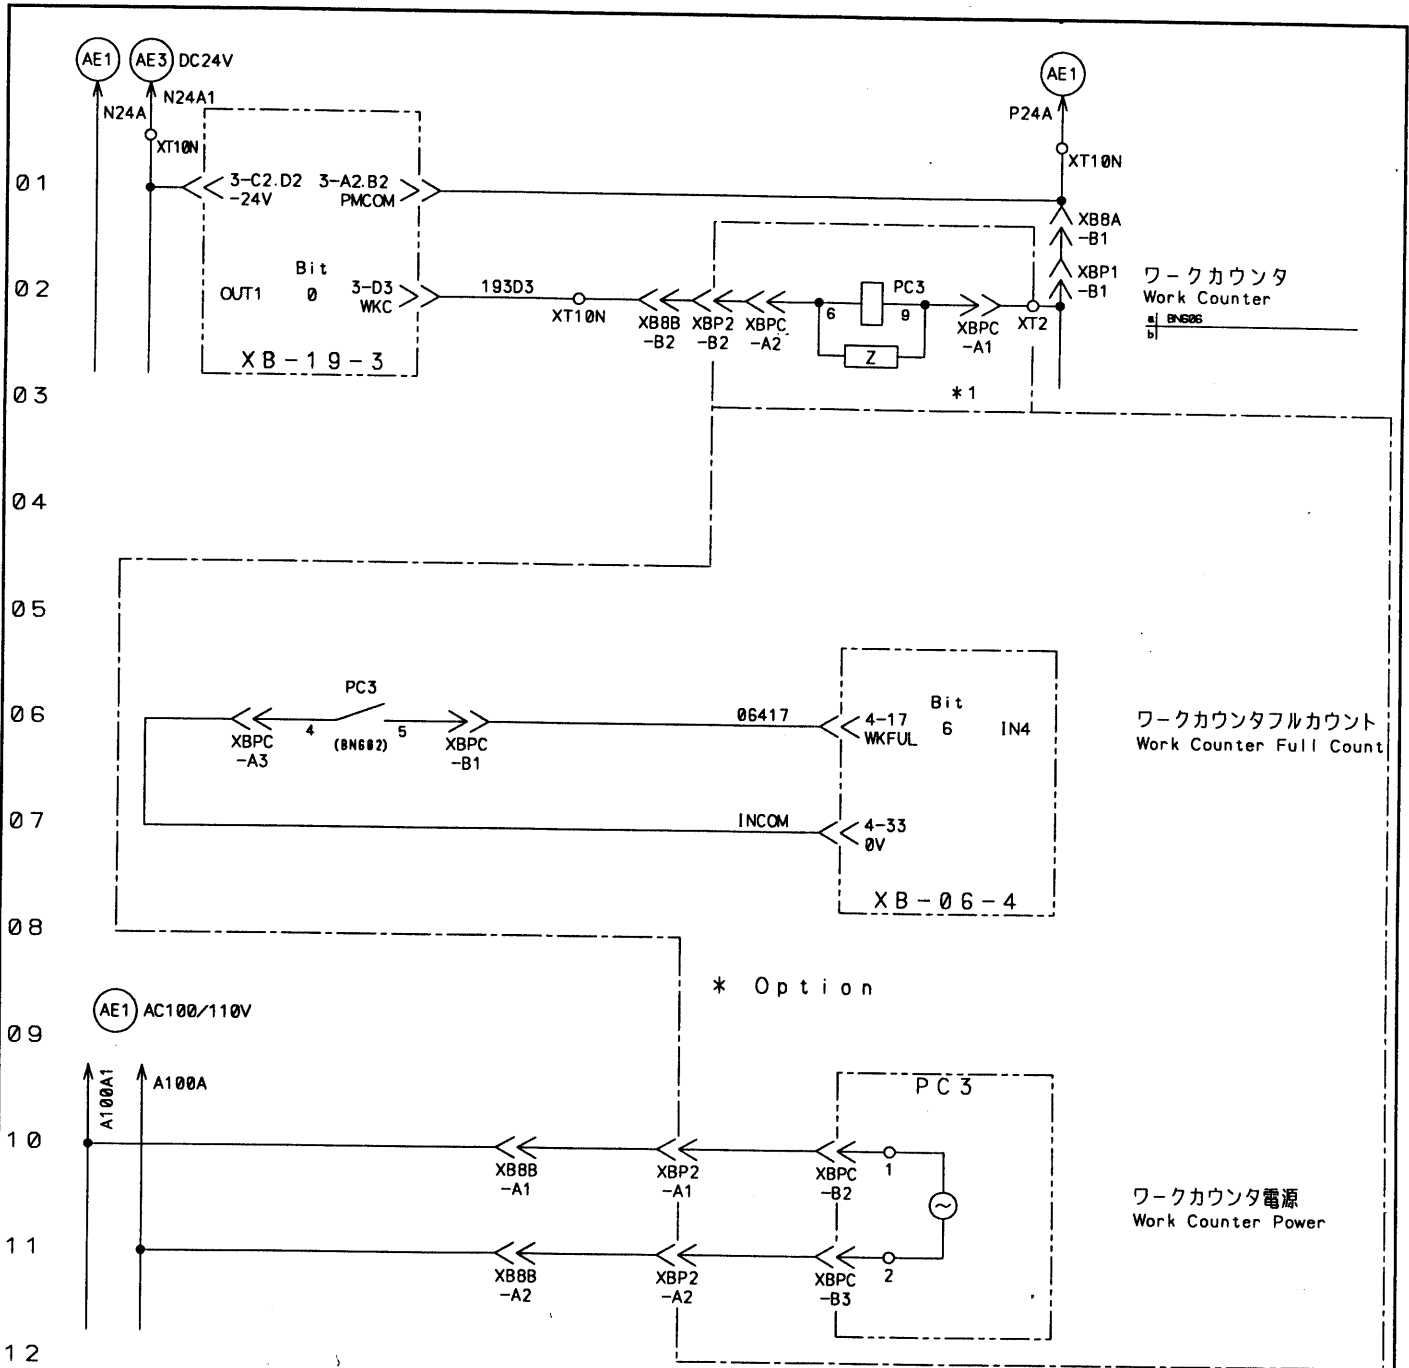 AE1 AE3 DC24V AE1
N24A1
N24A P24A
XT10N XT10N
01 3-C2.D2 3-A2.B2
-24V PMCOM
XB8A
-B1
XBP1
-B1
Bit
02 OUT1 0 3-D3 193D3 PC3 ワークカウンタ
WKC Work Counter
XT10N XB8B XBP2 XBPC 6 9 XBPC XT2
-B2 -B2 -A2 -A1
a BN606
b
Z
XB-19-3
03 *1
04
05
PC3 Bit
06 06417 4-17 6 IN4 ワークカウンタフルカウント
WKFUL Work Counter Full Count
XBPC 4 (BN602) 5 XBPC
-A3 -B1
07 INCOM 4-33
0V
XB-06-4
08
* Option
AE1 AC100/110V
09
A100A1 A100A PC3
10
XB8B XBP2 XBPC 1
-A1 -A1 -B2
~
ワークカウンタ電源
Work Counter Power
11
XB8B XBP2 XBPC 2
-A2 -A2 -B3
12